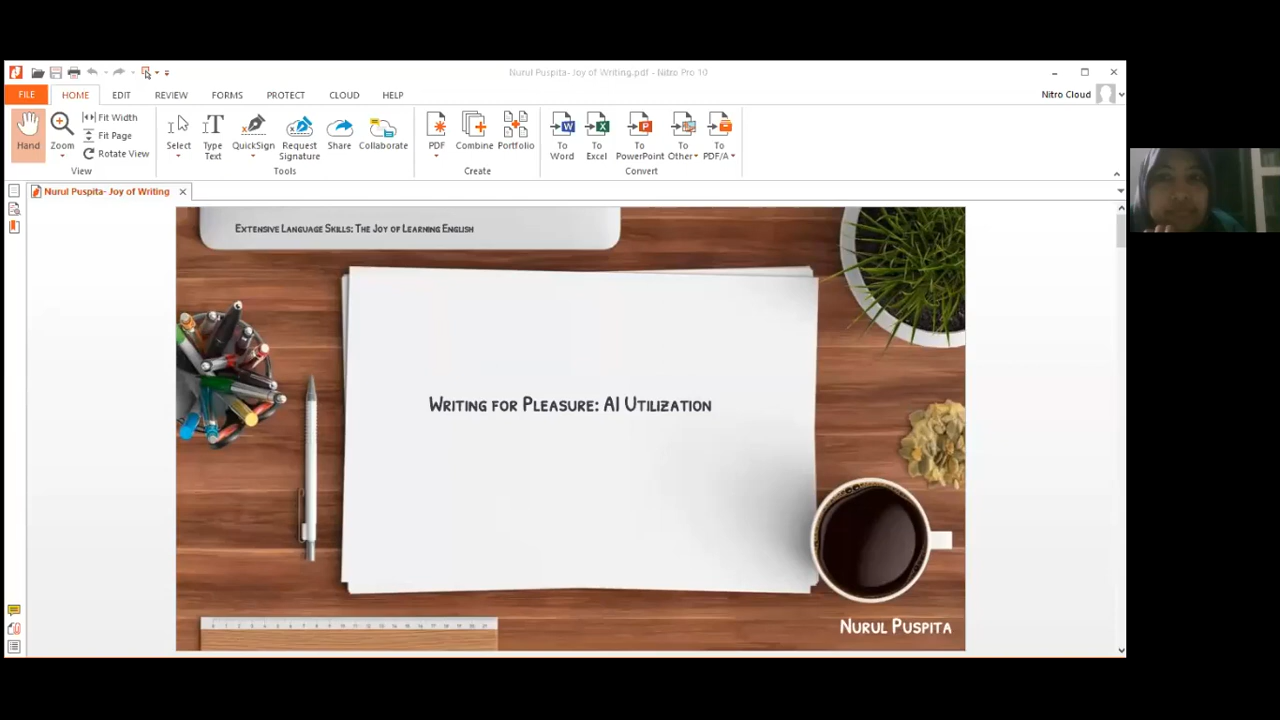 Nurul Puspita- Joy of Writing.pdf - Nitro Pro 10
FILE HOME EDIT REVIEW FORMS PROTECT CLOUD HELP
Nitro Cloud
Hand
Zoom
Fit Width
Fit Page
Rotate View
View
Select
Type
Text
QuickSign
Request
Signature
Share
Collaborate
Tools
PDF
Combine
Portfolio
Create
To
Word
To
Excel
To
PowerPoint
To
Other
To
PDF/A
Convert
Nurul Puspita- Joy of Writing
Extensive Language Skills: The Joy of Learning English
Writing for Pleasure: AI Utilization
Nurul Puspita